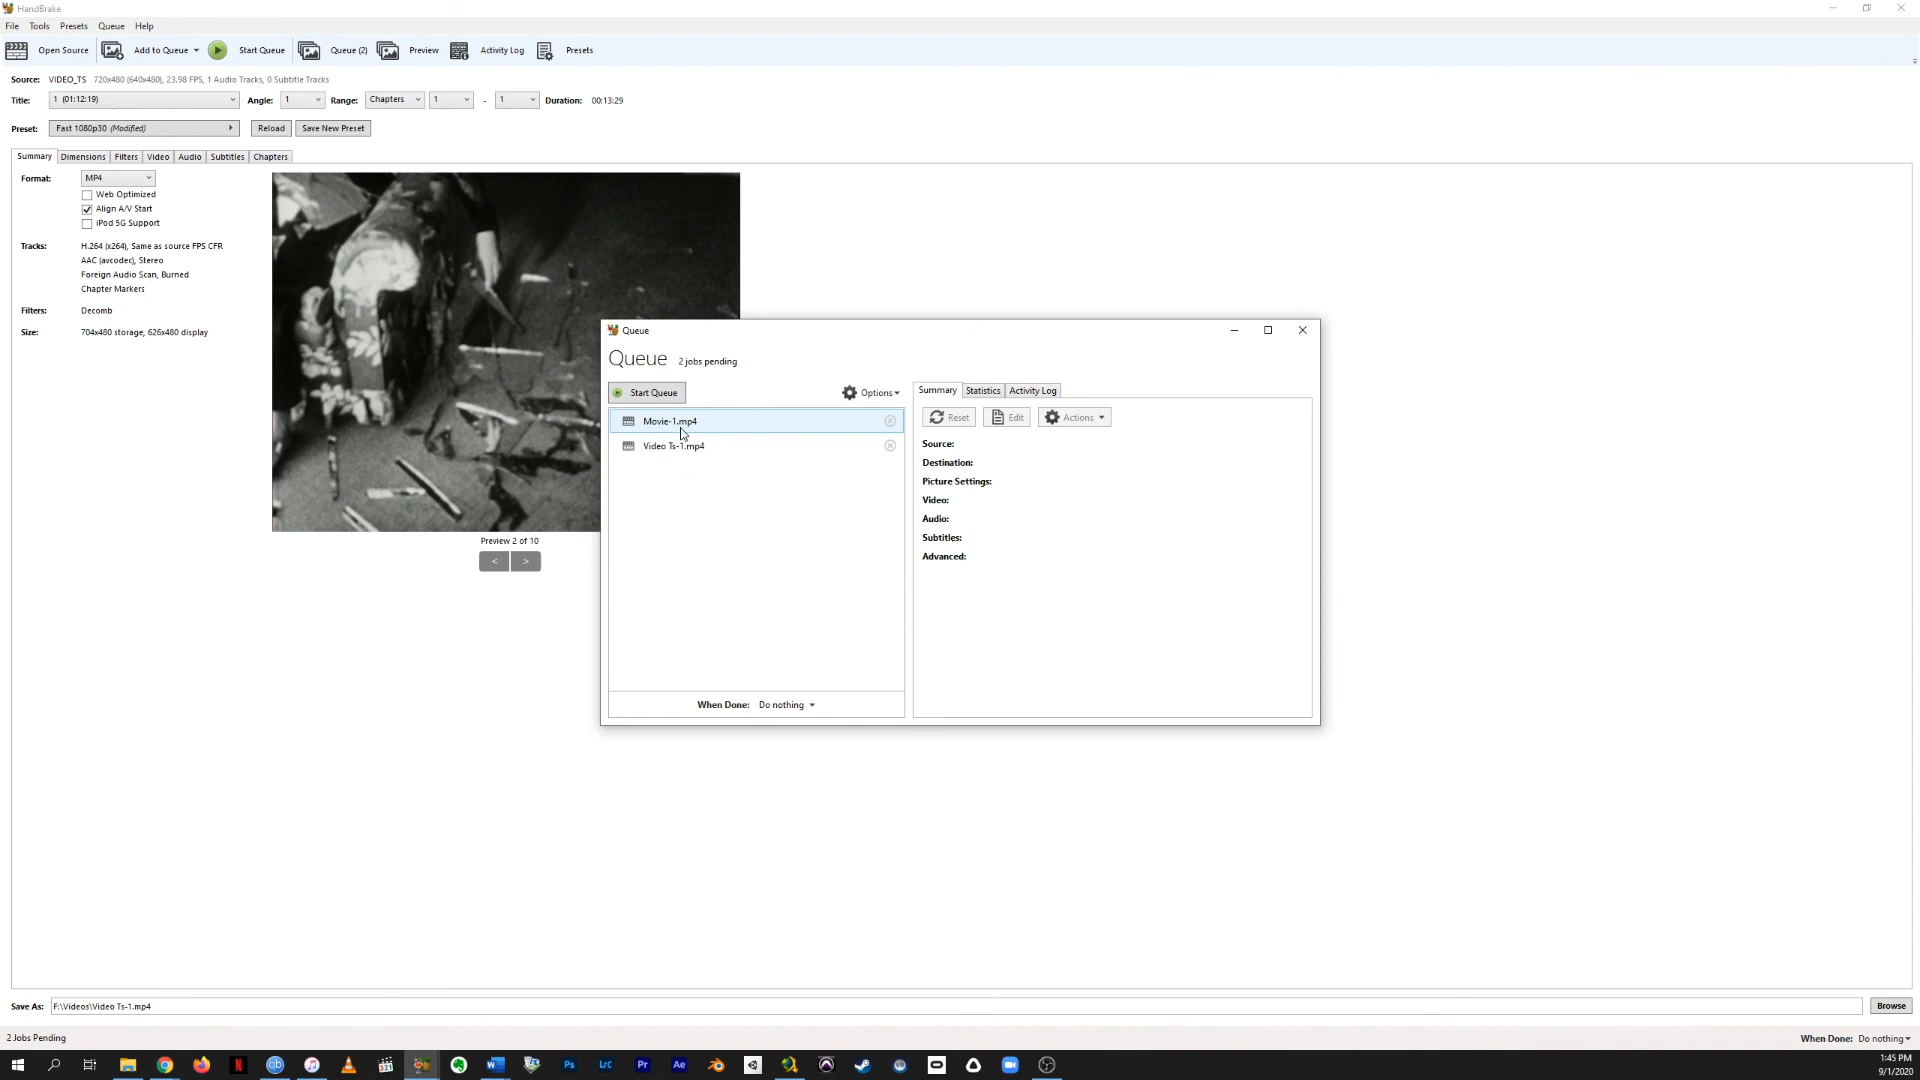 HandBrake
File Tools Presets Queue Help
Open Source Add to Queue Start Queue Queue (2) Preview Activity Log Presets
Source: VIDEO_TS 720x480 (640x480), 23.98 FPS, 1 Audio Tracks, 0 Subtitle Tracks
Title: 1 (01:12:19) Angle: 1 Range: Chapters 1 - 1 Duration: 00:13:29
Preset: Fast 1080p30 (Modified) Reload Save New Preset
Summary Dimensions Filters Video Audio Subtitles Chapters
Format: MP4
Web Optimized
Align A/V Start
iPod 5G Support
Tracks: H.264 (x264), Same as source FPS CFR
AAC (avcodec), Stereo
Foreign Audio Scan, Burned
Chapter Markers
Filters: Decomb
Size: 704x480 storage, 626x480 display
Preview 2 of 10
< >
Queue
Queue 2 jobs pending
Start Queue Options
Movie-1.mp4
Video Ts-1.mp4
When Done: Do nothing
Summary Statistics Activity Log
Reset Edit Actions
Source:
Destination:
Picture Settings:
Video:
Audio:
Subtitles:
Advanced:
Save As: F:\Videos\Video Ts-1.mp4 Browse
2 Jobs Pending When Done: Do nothing
N qb 321 W Ps Lrc Pr Ae
1:45 PM
9/1/2020